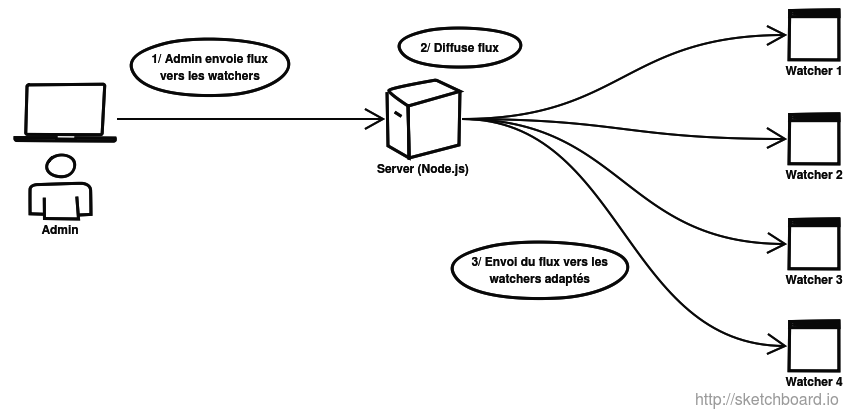 1/ Admin envoie flux
vers les watchers
2/ Diffuse flux
Watcher 1
Server (Node.js)
Watcher 2
Admin
3/ Envoi du flux vers les
watchers adaptés
Watcher 3
Watcher 4
http://sketchboard.io